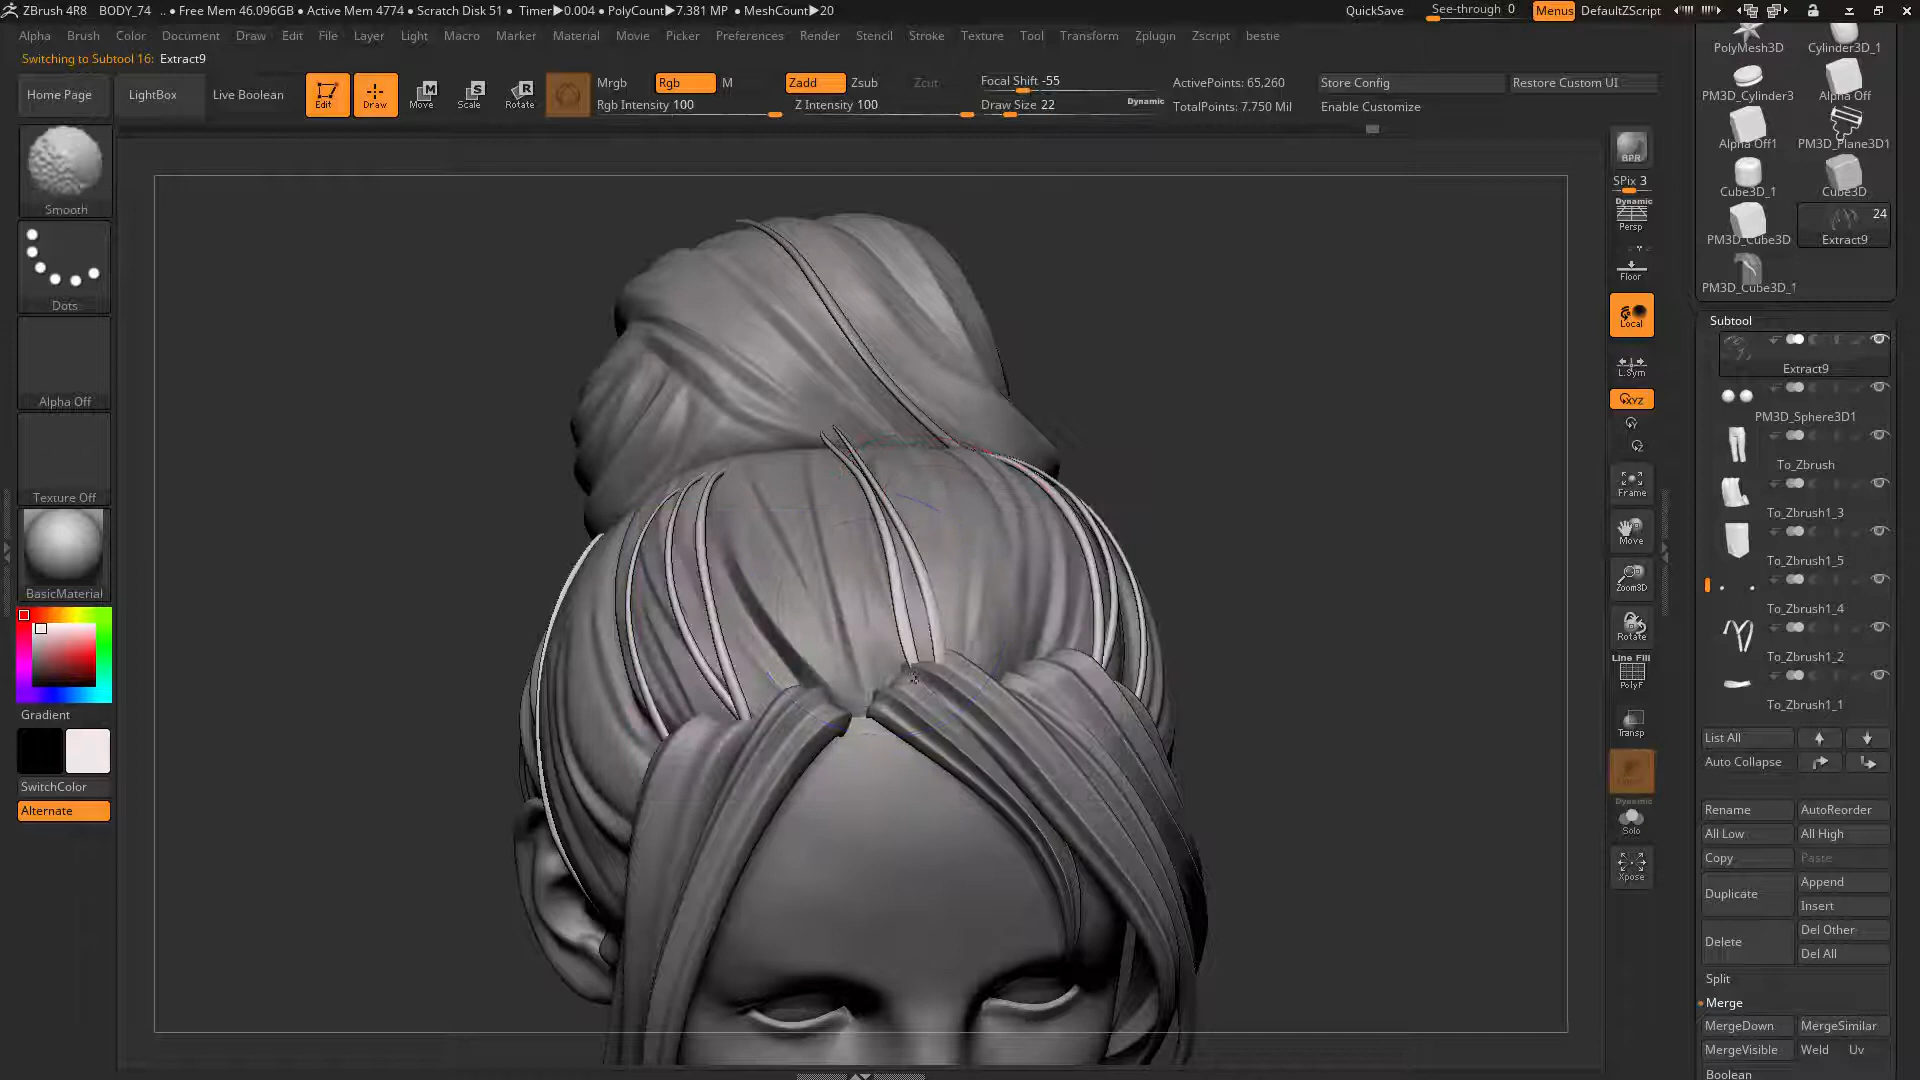 ZBrush 4R8 BODY_74 .. • Free Mem 46.096GB • Active Mem 4774 • Scratch Disk 51 • Timer▶0.004 • PolyCount▶7.381 MP • MeshCount▶20 QuickSave See-through 0 Menus DefaultZScript
Alpha Brush Color Document Draw Edit File Layer Light Macro Marker Material Movie Picker Preferences Render Stencil Stroke Texture Tool Transform Zplugin Zscript bestie
Switching to Subtool 16: Extract9
Home Page LightBox Live Boolean Edit Draw Move Scale Rotate
Mrgb Rgb M Zadd Zsub Zcut Focal Shift -55 ActivePoints: 65,260 Store Config Restore Custom UI
Rgb Intensity 100 Z Intensity 100 Draw Size 22 Dynamic TotalPoints: 7.750 Mil Enable Customize
Smooth
Dots
Alpha Off
Texture Off
BasicMaterial
Gradient
SwitchColor
Alternate
BPR
SPix 3
Dynamic
Persp
Floor
Local
L.Sym
XYZ
Frame
Move
Zoom3D
Rotate
Line Fill
PolyF
Transp
Dynamic
Solo
Xpose
PolyMesh3D Cylinder3D_1
PM3D_Cylinder3 Alpha Off
Alpha Off1 PM3D_Plane3D1
Cube3D_1 Cube3D
24
PM3D_Cube3D Extract9
PM3D_Cube3D_1
Subtool
Extract9
PM3D_Sphere3D1
To_Zbrush
To_Zbrush1_3
To_Zbrush1_5
To_Zbrush1_4
To_Zbrush1_2
To_Zbrush1_1
List All
Auto Collapse
Rename AutoReorder
All Low All High
Copy Paste
Duplicate Append
Insert
Delete Del Other
Del All
Split
Merge
MergeDown MergeSimilar
MergeVisible Weld Uv
Boolean